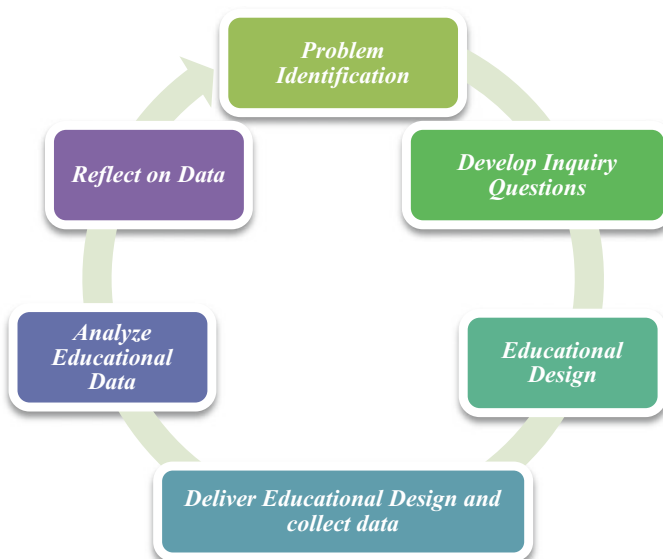 Problem
Identification
Develop Inquiry
Questions
Educational
Design
Deliver Educational Design and
collect data
Analyze
Educational
Data
Reflect on Data